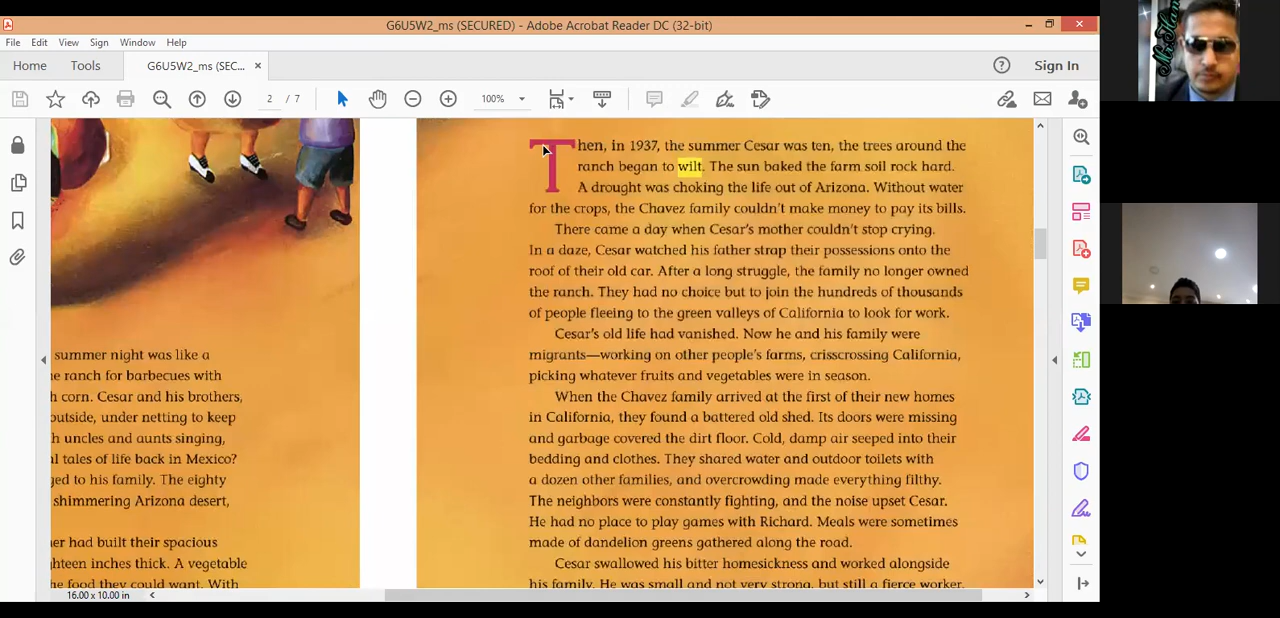 G6U5W2_ms (SECURED) - Adobe Acrobat Reader DC (32-bit)
File Edit View Sign Window Help
Home Tools G6U5W2_ms (SEC... × Sign In
2 / 7 100%
summer night was like a
ranch for barbecues with
corn. Cesar and his brothers,
outside, under netting to keep
uncles and aunts singing,
tales of life back in Mexico?
to his family. The eighty
shimmering Arizona desert,
had built their spacious
inches thick. A vegetable
food they could want. With
Then, in 1937, the summer Cesar was ten, the trees around the
ranch began to wilt. The sun baked the farm soil rock hard.
A drought was choking the life out of Arizona. Without water
for the crops, the Chavez family couldn't make money to pay its bills.
There came a day when Cesar's mother couldn't stop crying.
In a daze, Cesar watched his father strap their possessions onto the
roof of their old car. After a long struggle, the family no longer owned
the ranch. They had no choice but to join the hundreds of thousands
of people fleeing to the green valleys of California to look for work.
Cesar's old life had vanished. Now he and his family were
migrants—working on other people's farms, crisscrossing California,
picking whatever fruits and vegetables were in season.
When the Chavez family arrived at the first of their new homes
in California, they found a battered old shed. Its doors were missing
and garbage covered the dirt floor. Cold, damp air seeped into their
bedding and clothes. They shared water and outdoor toilets with
a dozen other families, and overcrowding made everything filthy.
The neighbors were constantly fighting, and the noise upset Cesar.
He had no place to play games with Richard. Meals were sometimes
made of dandelion greens gathered along the road.
Cesar swallowed his bitter homesickness and worked alongside
his family. He was small and not very strong, but still a fierce worker.
16.00 x 10.00 in